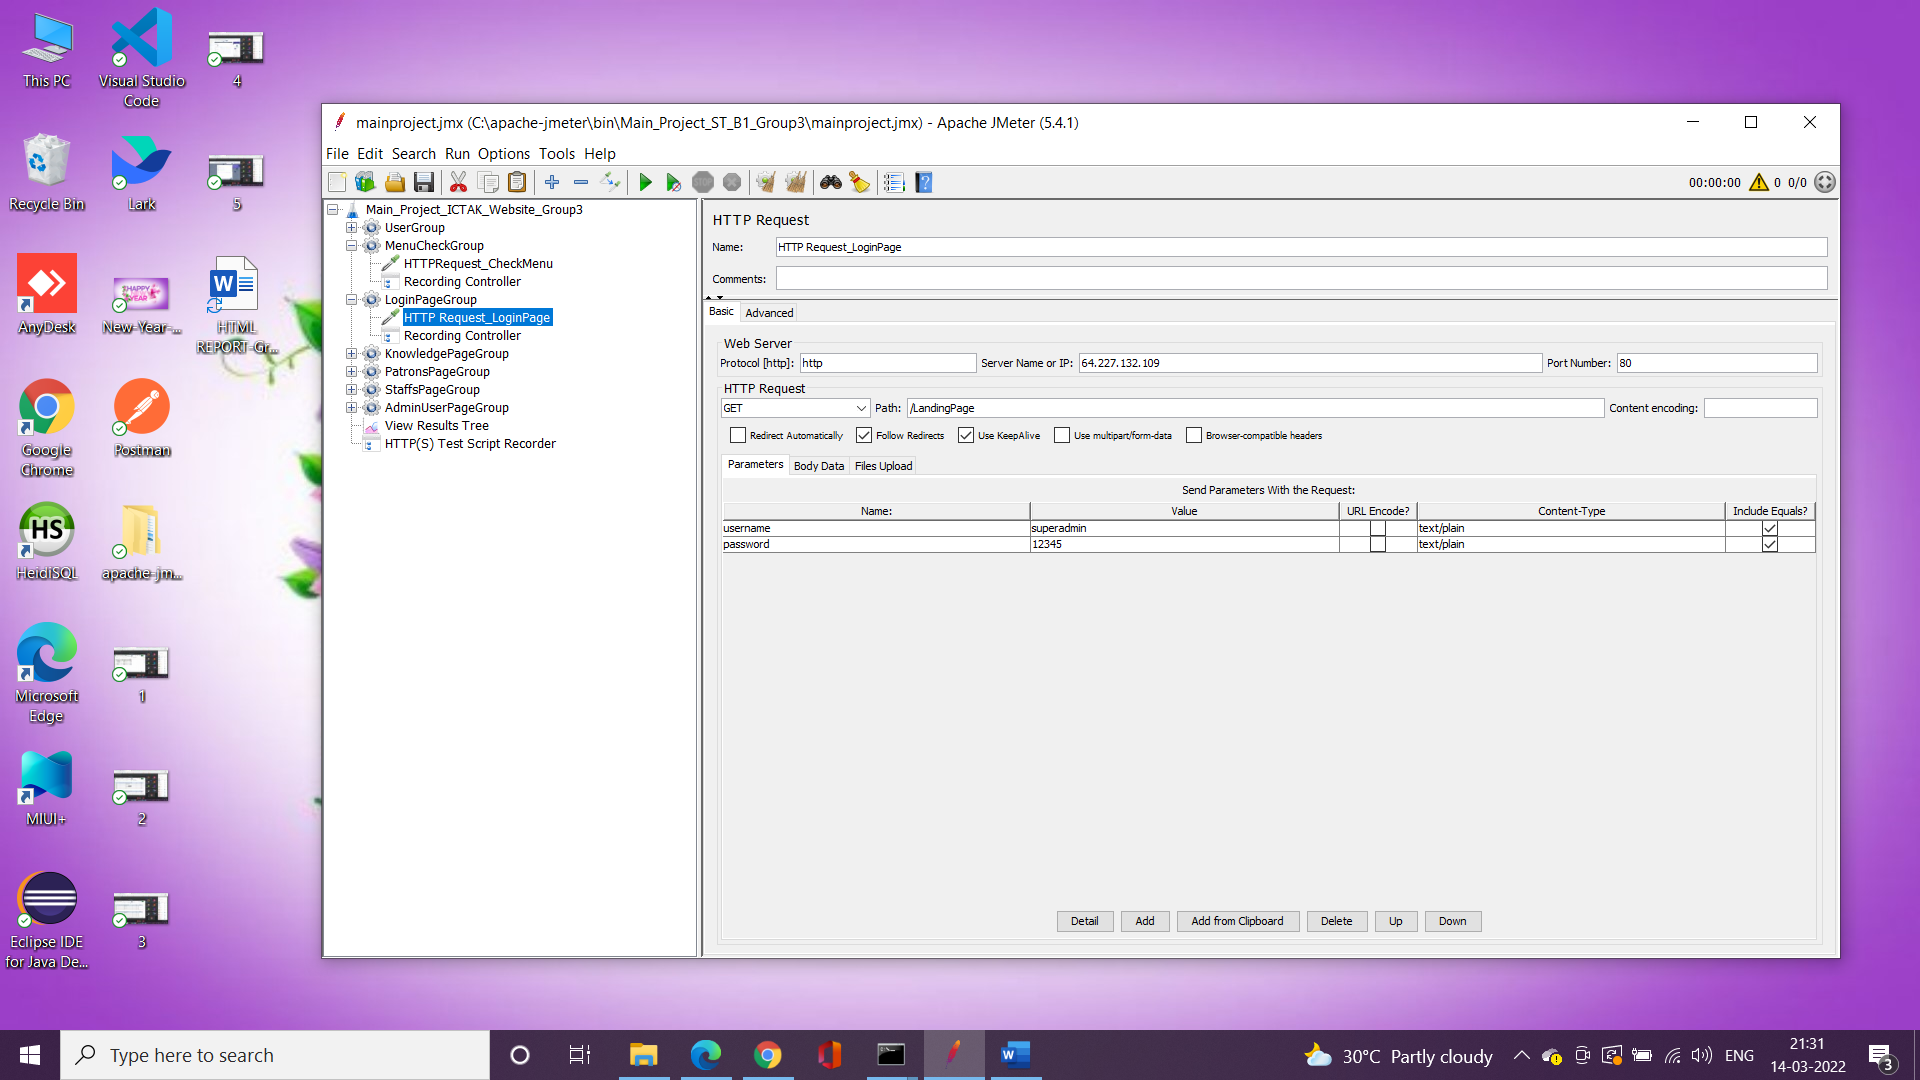 This PC
Visual Studio
Code
4
Recycle Bin
Lark
5
AnyDesk
HAPPY
New-Year-...
HTML
REPORT-Gr...
Google
Chrome
Postman
HS
HeidiSQL
apache-jm...
Microsoft
Edge
1
MIUI+
2
Eclipse IDE
for Java De...
3
mainproject.jmx (C:\apache-jmeter\bin\Main_Project_ST_B1_Group3\mainproject.jmx) - Apache JMeter (5.4.1)
File Edit Search Run Options Tools Help
STOP
00:00:00 0 0/0
Main_Project_ICTAK_Website_Group3
UserGroup
MenuCheckGroup
HTTPRequest_CheckMenu
Recording Controller
LoginPageGroup
HTTP Request_LoginPage
Recording Controller
KnowledgePageGroup
PatronsPageGroup
StaffsPageGroup
AdminUserPageGroup
View Results Tree
HTTP(S) Test Script Recorder
HTTP Request
Name: HTTP Request_LoginPage
Comments:
Basic Advanced
Web Server
Protocol [http]: http Server Name or IP: 64.227.132.109 Port Number: 80
HTTP Request
GET Path: /LandingPage Content encoding:
Redirect Automatically Follow Redirects Use KeepAlive Use multipart/form-data Browser-compatible headers
Parameters Body Data Files Upload
Send Parameters With the Request:
Name: Value URL Encode? Content-Type Include Equals?
username superadmin text/plain
password 12345 text/plain
Detail Add Add from Clipboard Delete Up Down
Type here to search
30°C Partly cloudy
ENG
21:31
14-03-2022
3